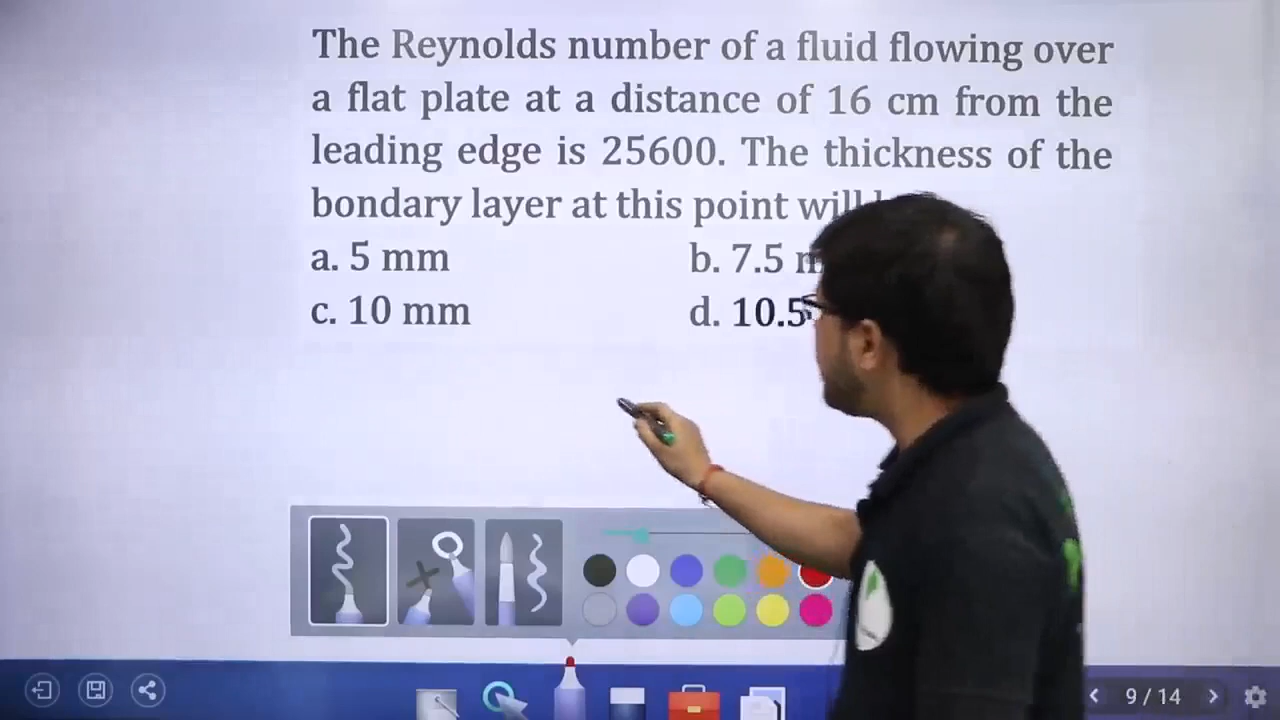 The Reynolds number of a fluid flowing over
a flat plate at a distance of 16 cm from the
leading edge is 25600. The thickness of the
bondary layer at this point will
a. 5 mm b. 7.5
c. 10 mm d. 10.5
9 / 14